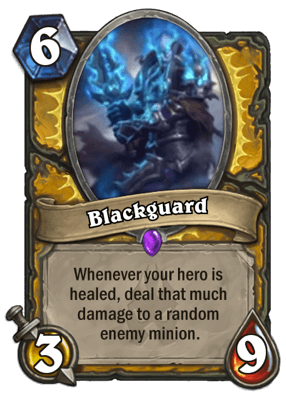 6
Blackguard
Whenever your hero is
healed, deal that much
damage to a random
enemy minion.
3
9